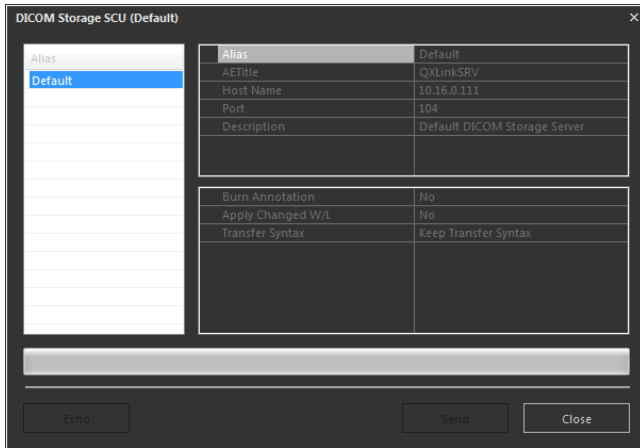 DICOM Storage SCU (Default)
Alias
Default
Alias Default
AETitle QXLinkSRV
Host Name 10.16.0.111
Port 104
Description Default DICOM Storage Server
Burn Annotation No
Apply Changed W/L No
Transfer Syntax Keep Transfer Syntax
Echo Send Close